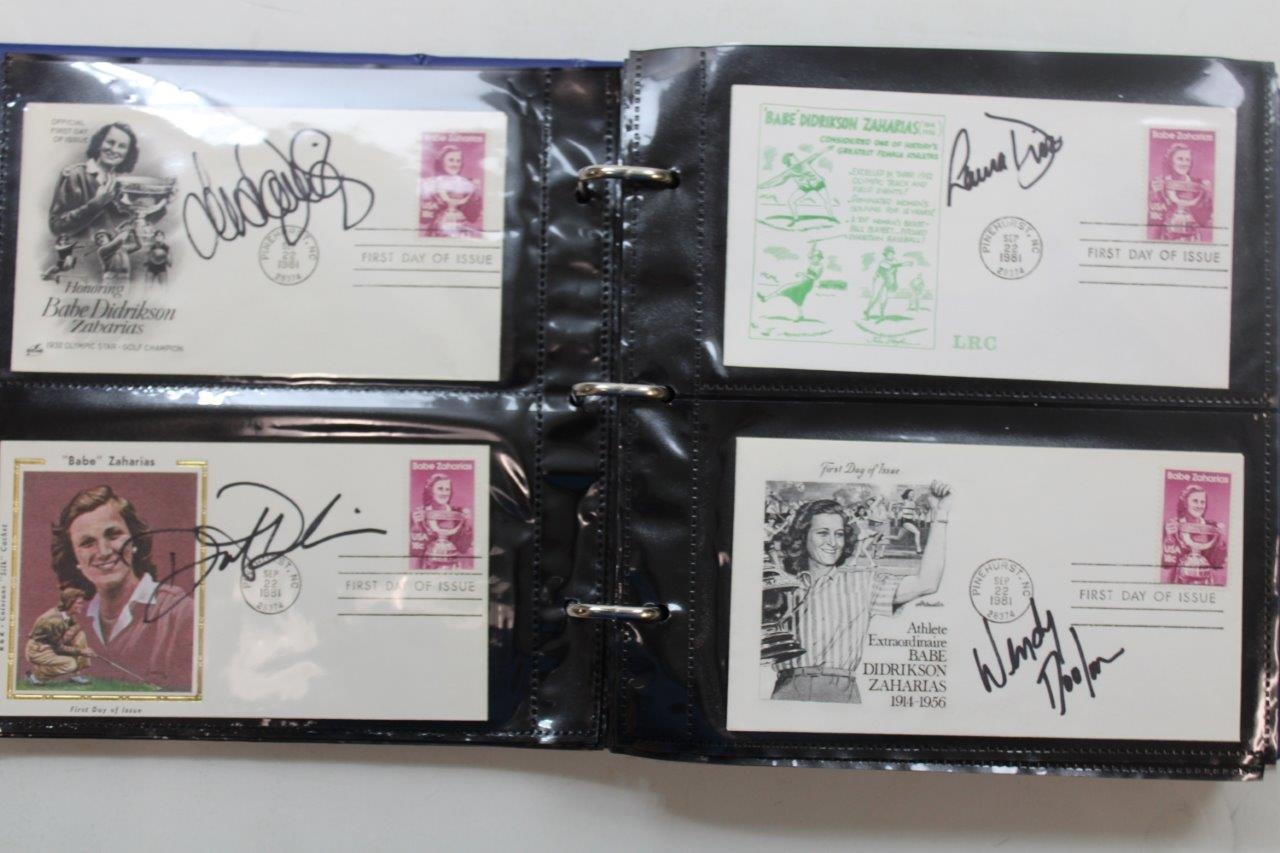 OFFICIAL
FIRST DAY
OF ISSUE
Honoring
Babe Didrikson
Zaharias
1932 OLYMPIC STAR - GOLF CHAMPION
PINEHURST, NC
SEP
22
1981
28374
Babe Zaharias
USA
18c
FIRST DAY OF ISSUE
"Babe" Zaharias
"Silk" Cachet
First Day of Issue
PINEHURST, NC
SEP
22
1981
28374
Babe Zaharias
USA
18c
FIRST DAY OF ISSUE
"BABE" DIDRIKSON ZAHARIAS
CONSIDERED ONE OF HISTORY'S
GREATEST FEMALE ATHLETES
LRC
Laura Diaz
PINEHURST, NC
SEP
22
1981
28374
Babe Zaharias
USA
18c
FIRST DAY OF ISSUE
First Day of Issue
Athlete
Extraordinaire
BABE
DIDRIKSON
ZAHARIAS
1914-1956
PINEHURST, NC
SEP
22
1981
28374
Wendy
Doolan
Babe Zaharias
USA
18c
FIRST DAY OF ISSUE